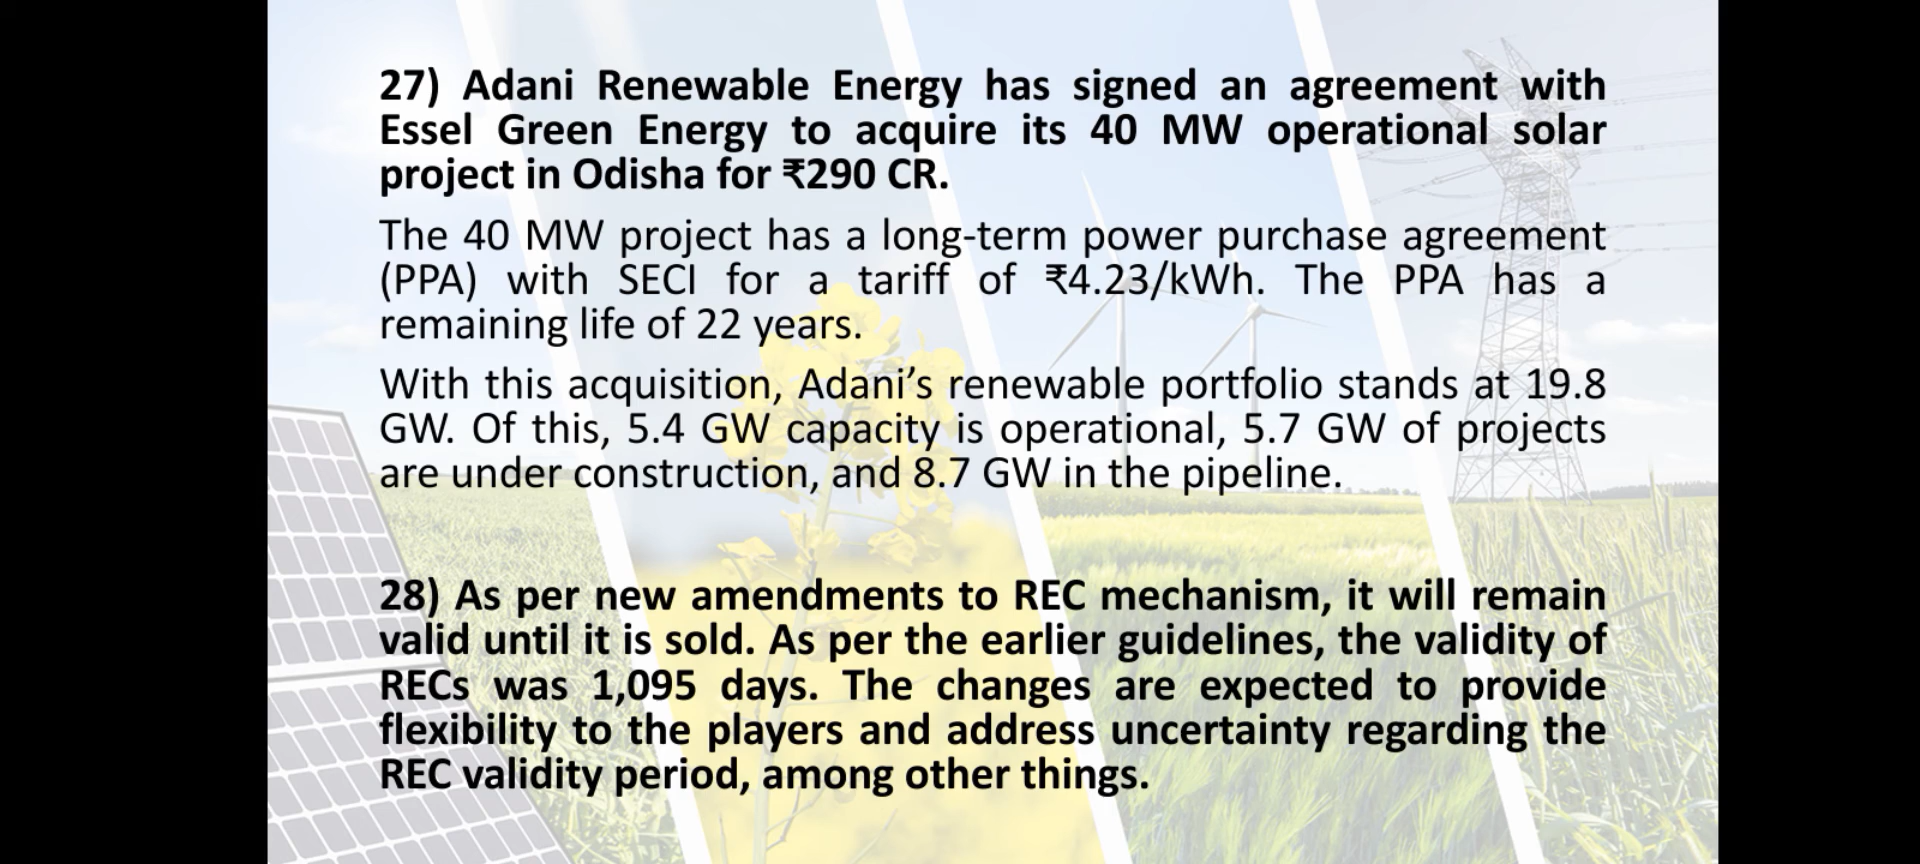 27) Adani Renewable Energy has signed an agreement with
Essel Green Energy to acquire its 40 MW operational solar
project in Odisha for ₹290 CR.
The 40 MW project has a long-term power purchase agreement
(PPA) with SECI for a tariff of ₹4.23/kWh. The PPA has a
remaining life of 22 years.
With this acquisition, Adani’s renewable portfolio stands at 19.8
GW. Of this, 5.4 GW capacity is operational, 5.7 GW of projects
are under construction, and 8.7 GW in the pipeline.
28) As per new amendments to REC mechanism, it will remain
valid until it is sold. As per the earlier guidelines, the validity of
RECs was 1,095 days. The changes are expected to provide
flexibility to the players and address uncertainty regarding the
REC validity period, among other things.